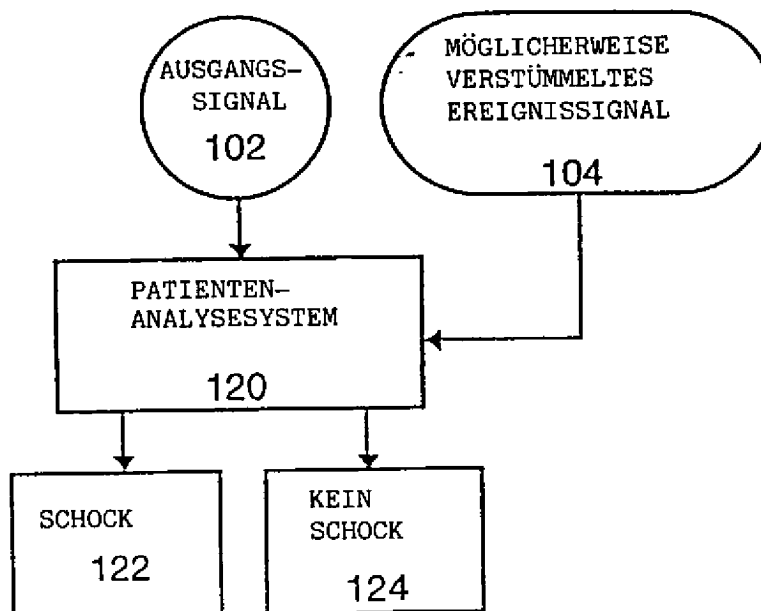 AUSGANGS-
SIGNAL
102
MÖGLICHERWEISE
VERSTÜMMELTES
EREIGNISSIGNAL
104
PATIENTEN-
ANALYSESYSTEM
120
SCHOCK
122
KEIN
SCHOCK
124